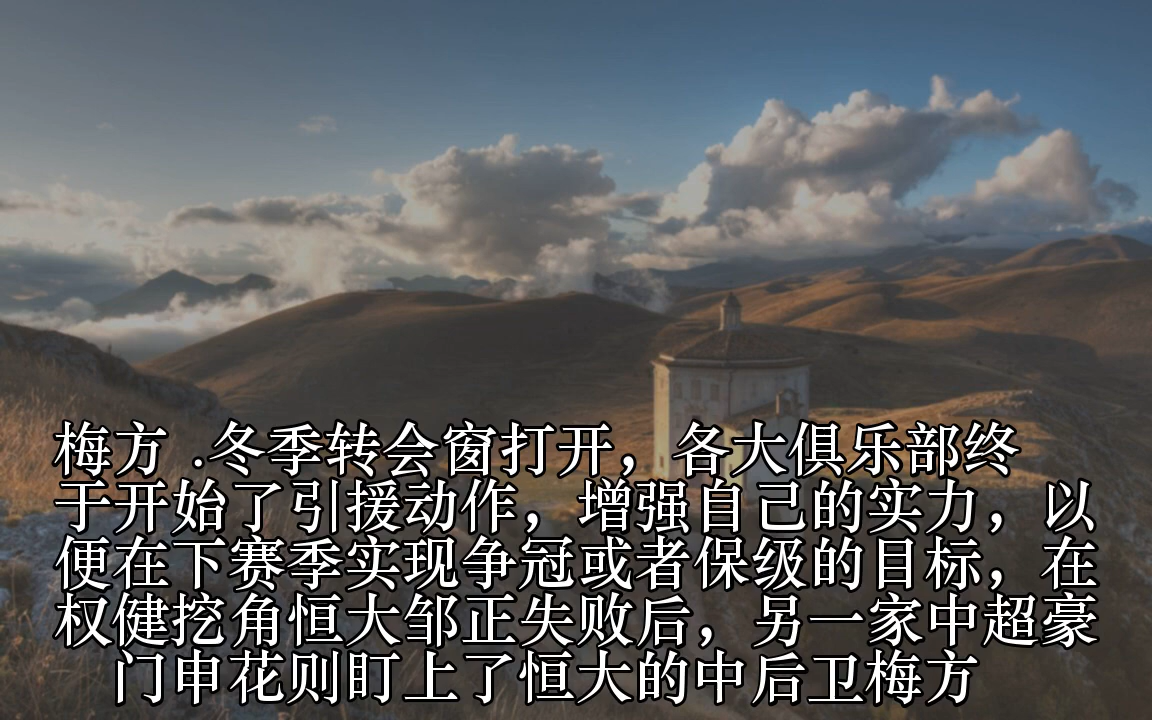 梅方 .冬季转会窗打开，各大俱乐部终
于开始了引援动作，增强自己的实力，以
便在下赛季实现争冠或者保级的目标，在
权健挖角恒大邹正失败后，另一家中超豪
门申花则盯上了恒大的中后卫梅方